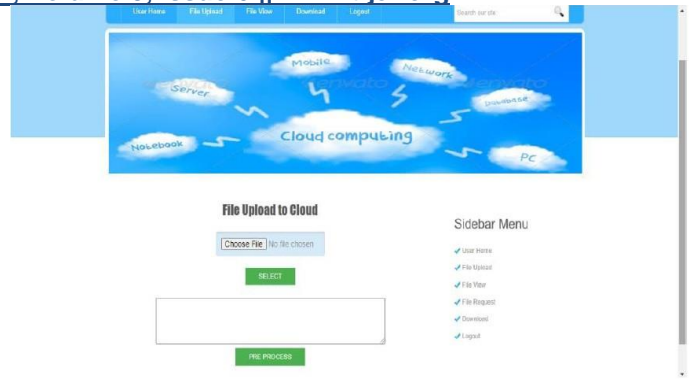 User Home File Upload File View Download Logout Search our site
Mobile
Network
Server
Database
Cloud computing
Notebook
PC
File Upload to Cloud
Choose File No file chosen
SELECT
PRE PROCESS
Sidebar Menu
User Home
File Upload
File View
File Request
Download
Logout